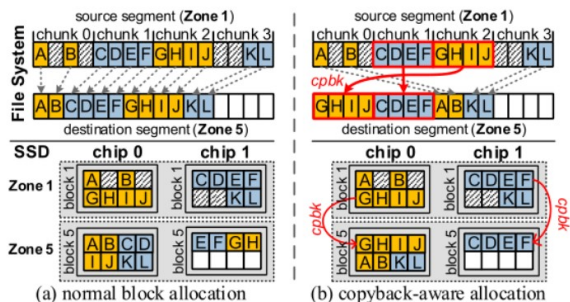 source segment (Zone 1)
chunk 0 chunk 1 chunk 2 chunk 3
A B C D E F G H I J K L
A B C D E F G H I J K L
destination segment (Zone 5)
File System
SSD chip 0 chip 1
Zone 1
block 1
A B
G H I J
block 1
C D E F
K L
Zone 5
block 5
A B C D
I J K L
block 5
E F G H
(a) normal block allocation
source segment (Zone 1)
chunk 0 chunk 1 chunk 2 chunk 3
A B C D E F G H I J K L
cpbk
G H I J C D E F A B K L
destination segment (Zone 5)
chip 0 chip 1
block 1
A B
G H I J
block 1
C D E F
K L
cpbk
cpbk
block 5
G H I J
A B K L
block 5
C D E F
(b) copyback-aware allocation